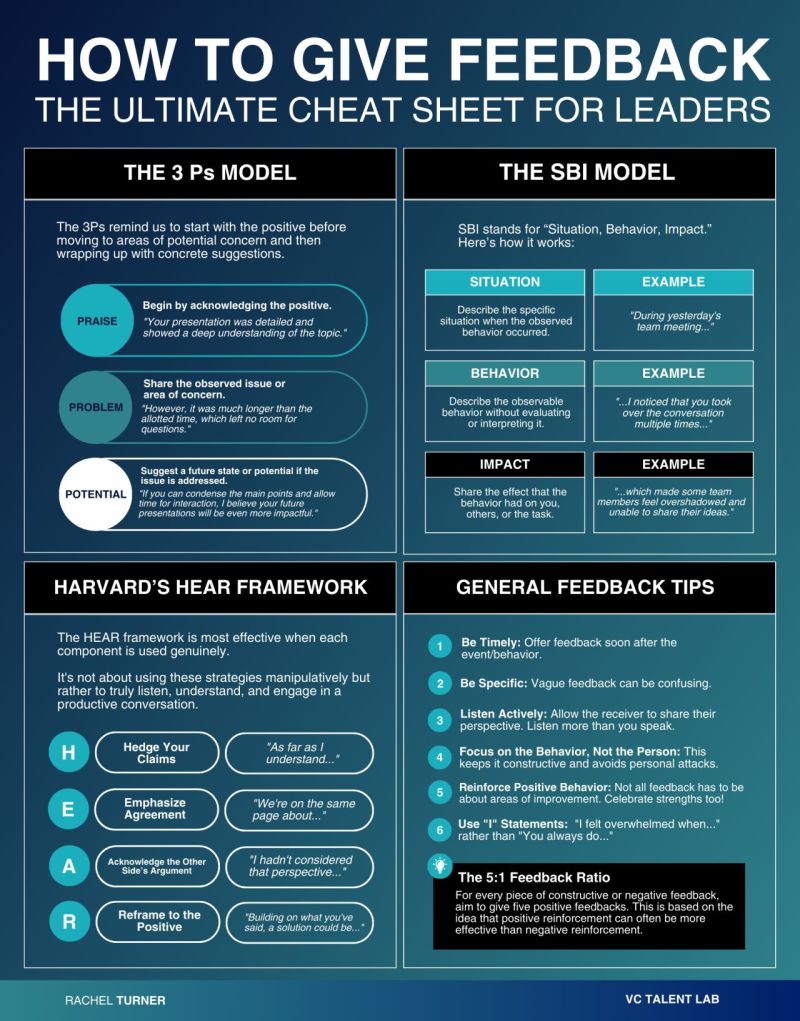 HOW TO GIVE FEEDBACK
THE ULTIMATE CHEAT SHEET FOR LEADERS
THE 3 Ps MODEL
The 3Ps remind us to start with the positive before
moving to areas of potential concern and then
wrapping up with concrete suggestions.
PRAISE
Begin by acknowledging the positive.
"Your presentation was detailed and
showed a deep understanding of the topic."
PROBLEM
Share the observed issue or
area of concern.
"However, it was much longer than the
allotted time, which left no room for
questions."
POTENTIAL
Suggest a future state or potential if the
issue is addressed.
"If you can condense the main points and allow
time for interaction, I believe your future
presentations will be even more impactful."
THE SBI MODEL
SBI stands for “Situation, Behavior, Impact.”
Here’s how it works:
SITUATION
Describe the specific
situation when the observed
behavior occurred.
EXAMPLE
"During yesterday's
team meeting..."
BEHAVIOR
Describe the observable
behavior without evaluating
or interpreting it.
EXAMPLE
"...I noticed that you took
over the conversation
multiple times..."
IMPACT
Share the effect that the
behavior had on you,
others, or the task.
EXAMPLE
"...which made some team
members feel overshadowed and
unable to share their ideas."
HARVARD’S HEAR FRAMEWORK
The HEAR framework is most effective when each
component is used genuinely.
It's not about using these strategies manipulatively but
rather to truly listen, understand, and engage in a
productive conversation.
H
Hedge Your
Claims
"As far as I
understand..."
E
Emphasize
Agreement
"We're on the same
page about..."
A
Acknowledge the Other
Side's Argument
"I hadn't considered
that perspective..."
R
Reframe to the
Positive
"Building on what you've
said, a solution could be..."
GENERAL FEEDBACK TIPS
1 Be Timely: Offer feedback soon after the
event/behavior.
2 Be Specific: Vague feedback can be confusing.
3 Listen Actively: Allow the receiver to share their
perspective. Listen more than you speak.
4 Focus on the Behavior, Not the Person: This
keeps it constructive and avoids personal attacks.
5 Reinforce Positive Behavior: Not all feedback has to be
about areas of improvement. Celebrate strengths too!
6 Use "I" Statements: "I felt overwhelmed when..."
rather than "You always do..."
The 5:1 Feedback Ratio
For every piece of constructive or negative feedback,
aim to give five positive feedbacks. This is based on the
idea that positive reinforcement can often be more
effective than negative reinforcement.
RACHEL TURNER
VC TALENT LAB